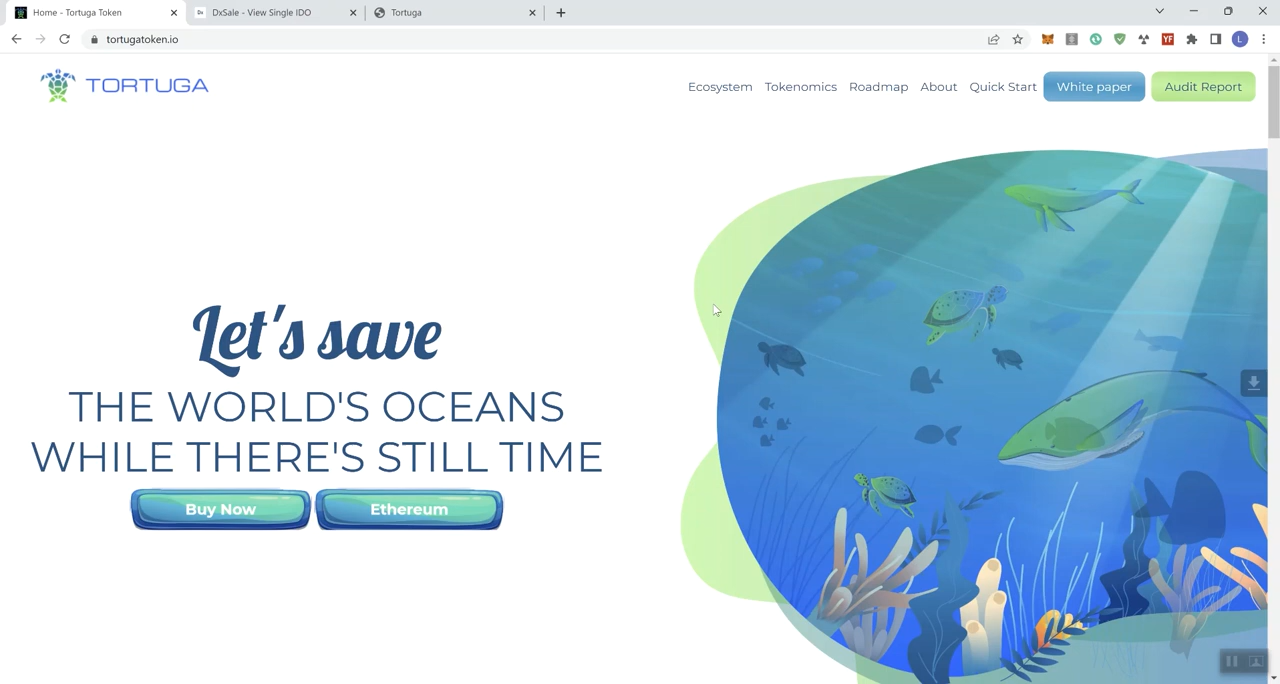 Home - Tortuga Token
DxSale - View Single IDO
Tortuga
tortugatoken.io
YF
L
TORTUGA
Ecosystem
Tokenomics
Roadmap
About
Quick Start
White paper
Audit Report
Let's save
THE WORLD'S OCEANS
WHILE THERE'S STILL TIME
Buy Now
Ethereum